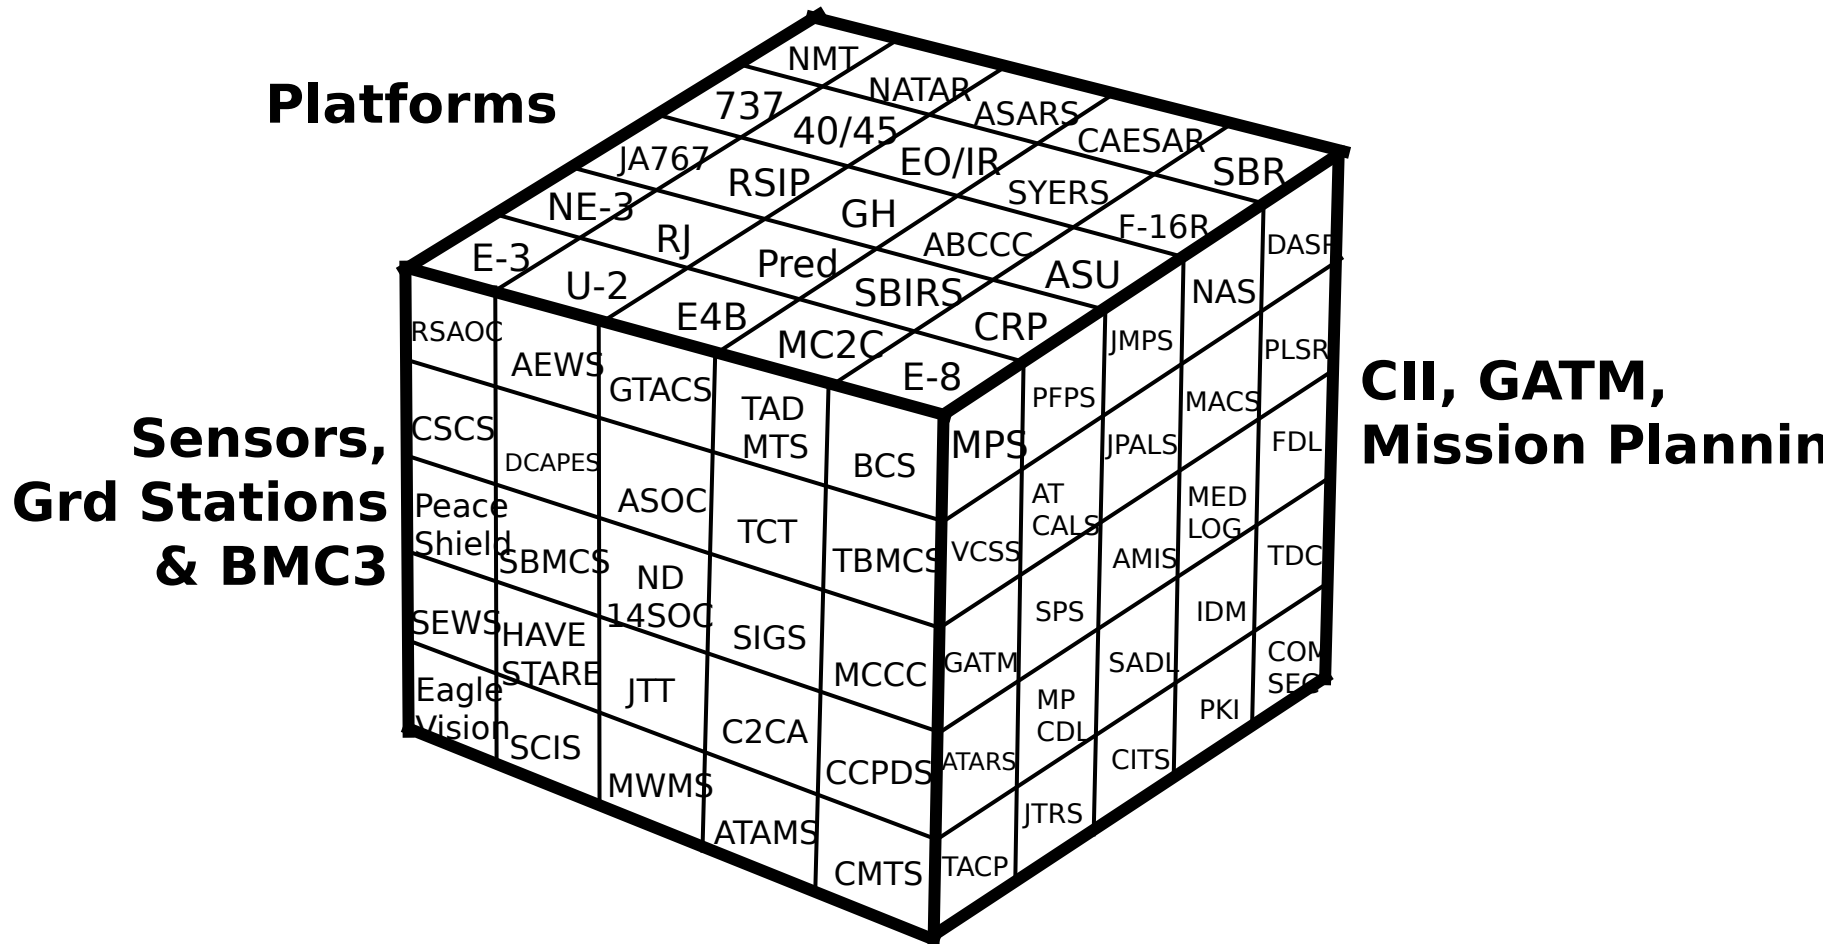 Platforms
NMT
NATAR
ASARS
CAESAR
SBR
737
40/45
EO/IR
SYERS
F-16R
JA767
RSIP
GH
ABCCC
ASU
NE-3
RJ
Pred
SBIRS
CRP
E-3
U-2
E4B
MC2C
E-8
Sensors,
Grd Stations
& BMC3
RSAOC
AEWS
GTACS
TAD
MTS
BCS
CSCS
DCAPES
ASOC
TCT
TBMCS
Peace
Shield
SBMCS
ND
14SOC
SIGS
MCCC
SEWS
HAVE
STARE
JTT
C2CA
CCPDS
Eagle
Vision
SCIS
MWMS
ATAMS
CMTS
CII, GATM,
Mission Plannin
MPS
PFPS
JMPS
NAS
DASR
VCSS
AT
CALS
JPALS
MACS
PLSR
GATM
SPS
AMIS
MED
LOG
FDL
ATARS
MP
CDL
SADL
IDM
TDC
TACP
JTRS
CITS
PKI
COM
SEC